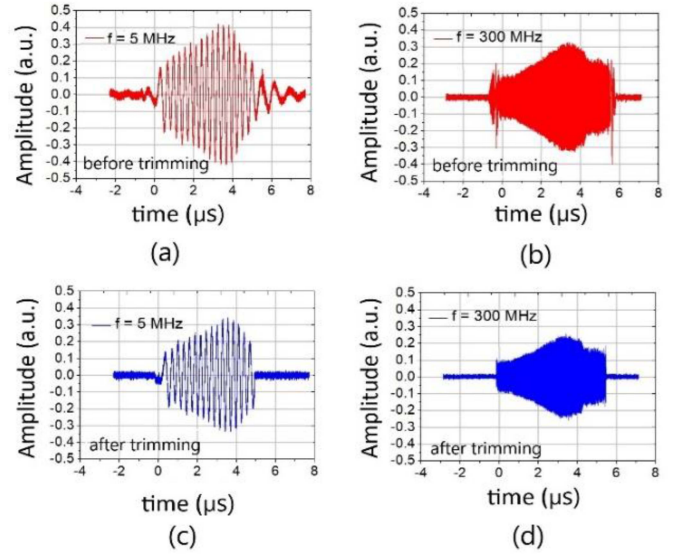 Amplitude (a.u.)
0.5
0.4
0.3
0.2
0.1
0.0
-0.1
-0.2
-0.3
-0.4
-0.5
f = 5 MHz
before trimming
-4 -2 0 2 4 6 8
time (µs)
(a)
Amplitude (a.u.)
0.5
0.4
0.3
0.2
0.1
0.0
-0.1
-0.2
-0.3
-0.4
-0.5
f = 300 MHz
before trimming
-4 -2 0 2 4 6 8
time (µs)
(b)
Amplitude (a.u.)
0.5
0.4
0.3
0.2
0.1
0.0
-0.1
-0.2
-0.3
-0.4
-0.5
f = 5 MHz
after trimming
-4 -2 0 2 4 6 8
time (µs)
(c)
Amplitude (a.u.)
0.5
0.4
0.3
0.2
0.1
0.0
-0.1
-0.2
-0.3
-0.4
-0.5
f = 300 MHz
after trimming
-4 -2 0 2 4 6 8
time (µs)
(d)